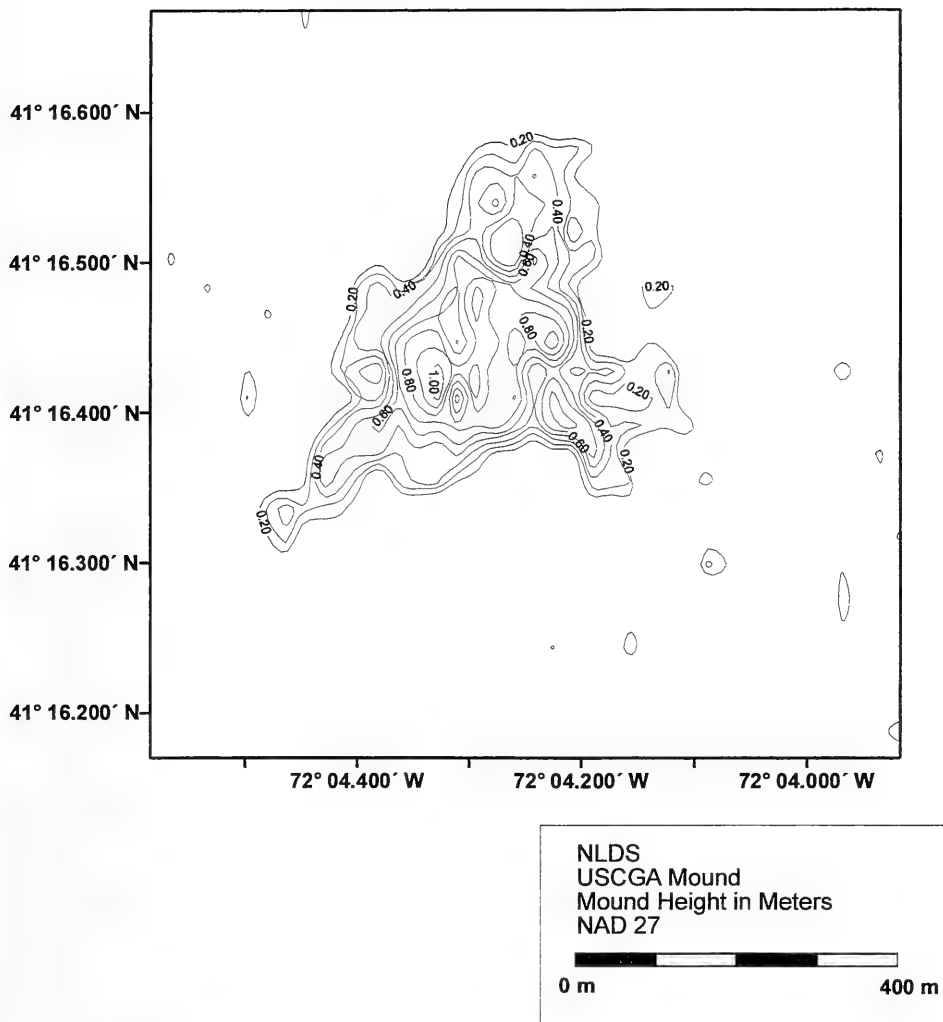 41° 16.600´ N
41° 16.500´ N
41° 16.400´ N
41° 16.300´ N
41° 16.200´ N
0.20
0.40
0.40
0.60
0.40
0.20
0.20
0.80
0.20
0.80
1.00
0.20
0.60
0.40
0.60
0.40
0.20
0.20
72° 04.400´ W
72° 04.200´ W
72° 04.000´ W
NLDS
USCGA Mound
Mound Height in Meters
NAD 27
0 m
400 m